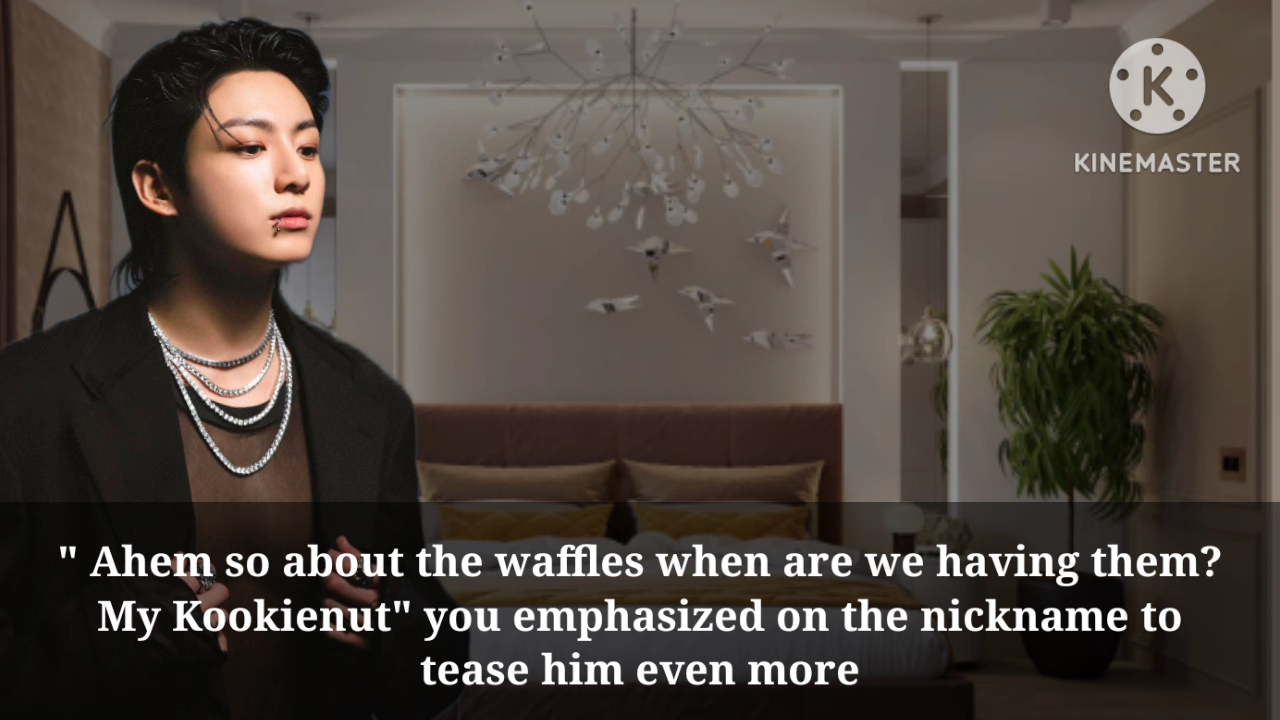 KINEMASTER
" Ahem so about the waffles when are we having them?
My Kookienut" you emphasized on the nickname to
tease him even more